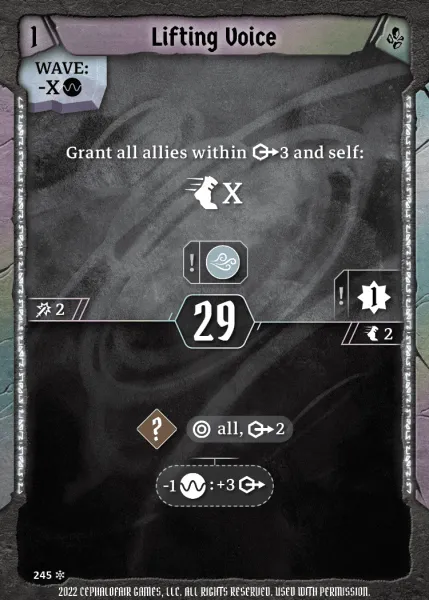 1
Lifting Voice
WAVE:
-X
Grant all allies within 3 and self:
X
!
! 1
2
29
2
?
all, 2
-1 :+3
245
2022 CEPHALOFAIR GAMES, LLC. ALL RIGHTS RESERVED. USED WITH PERMISSION.